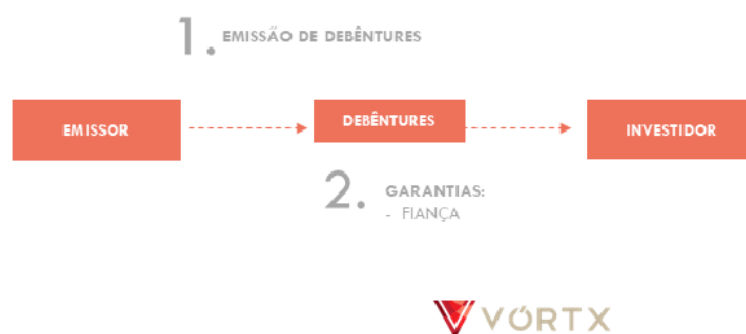 1. EMISSÃO DE DEBÊNTURES
EMISSOR
DEBÊNTURES
INVESTIDOR
2. GARANTIAS:
- FIANÇA
VÓRTX